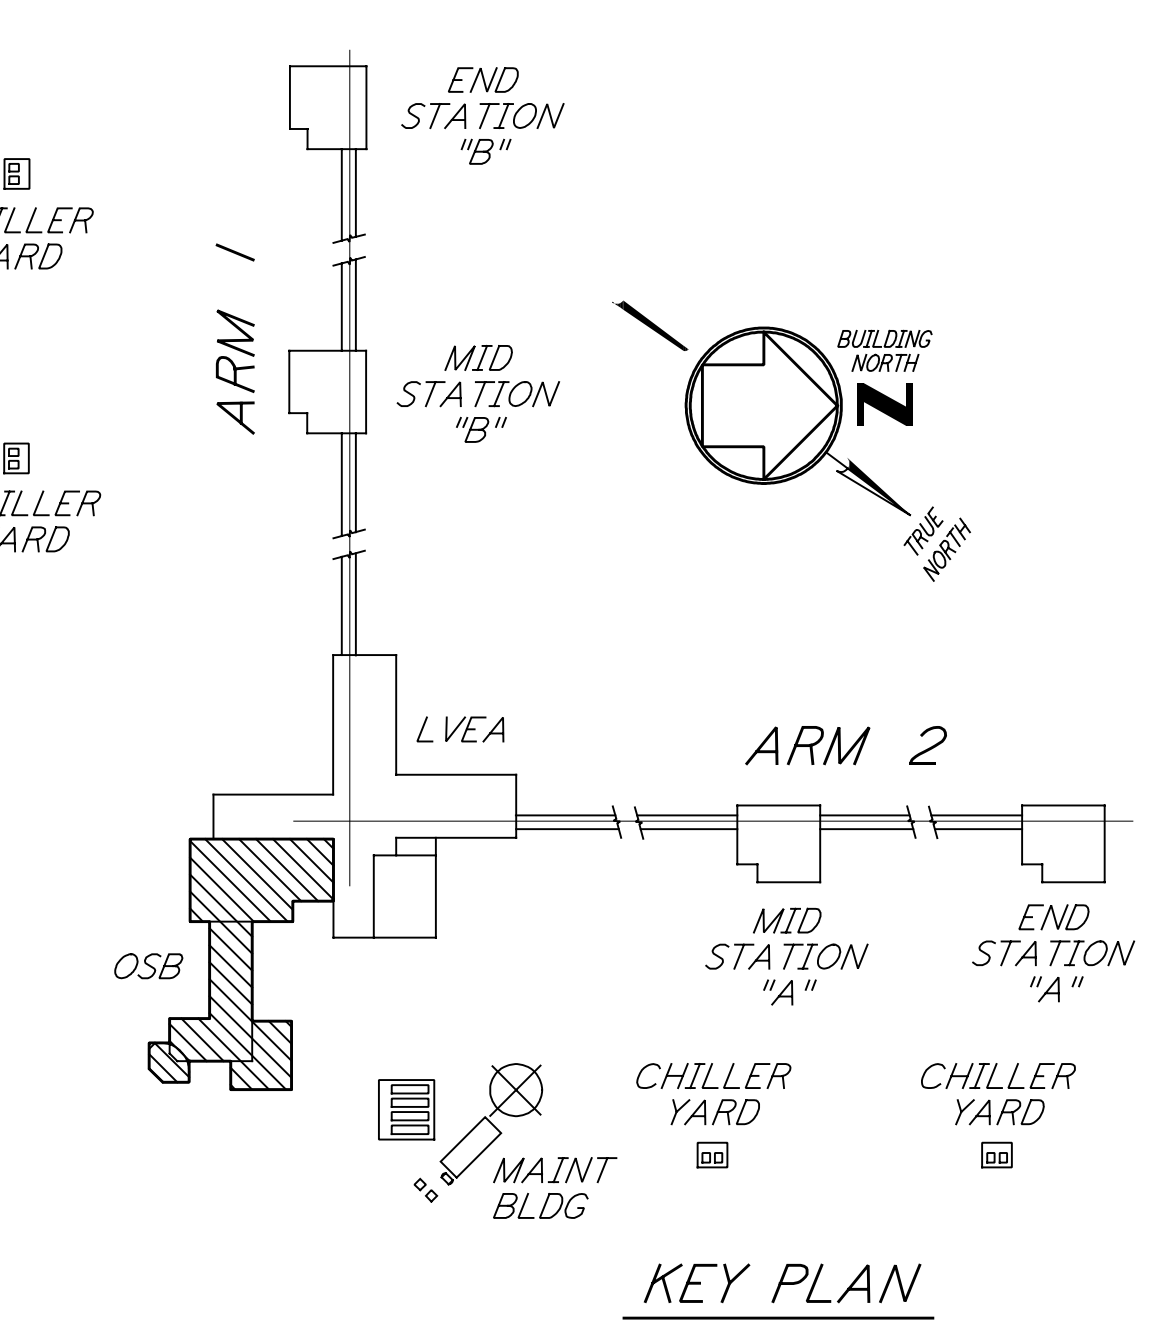 END
STATION
"B"
ILLER
ARD
ARM 1
BUILDING
NORTH
N
MID
STATION
"B"
ILLER
ARD
TRUE
NORTH
LVEA
ARM 2
MID
STATION
"A"
END
STATION
"A"
OSB
CHILLER
YARD
CHILLER
YARD
MAINT
BLDG
KEY PLAN